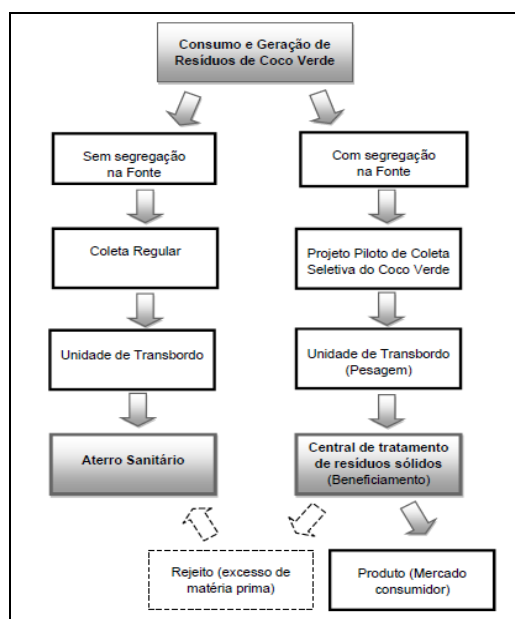 Consumo e Geração de
Resíduos de Coco Verde
Sem segregação
na Fonte
Com segregação
na Fonte
Coleta Regular
Projeto Piloto de Coleta
Seletiva do Coco Verde
Unidade de Transbordo
Unidade de Transbordo
(Pesagem)
Aterro Sanitário
Central de tratamento
de resíduos sólidos
(Beneficiamento)
Rejeito (excesso de
matéria prima)
Produto (Mercado
consumidor)